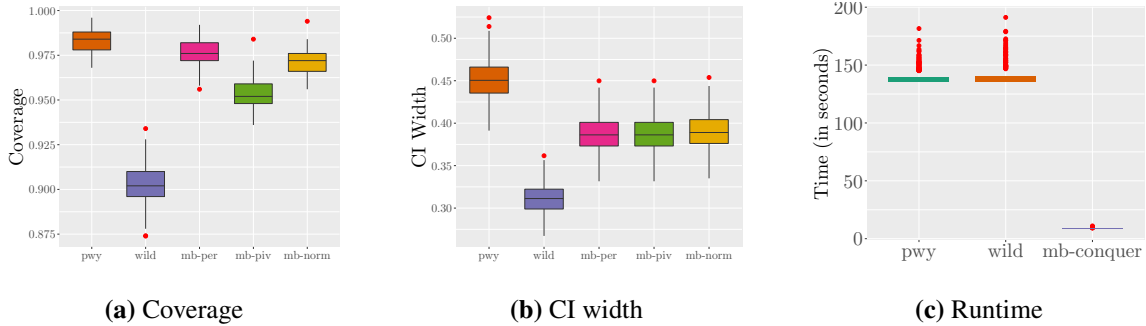 Coverage
1.000
0.975
0.950
0.925
0.900
0.875
pwy wild mb-per mb-piv mb-norm
(a) Coverage
CI Width
0.50
0.45
0.40
0.35
0.30
pwy wild mb-per mb-piv mb-norm
(b) CI width
Time (in seconds)
200
150
100
50
0
pwy wild mb-conquer
(c) Runtime